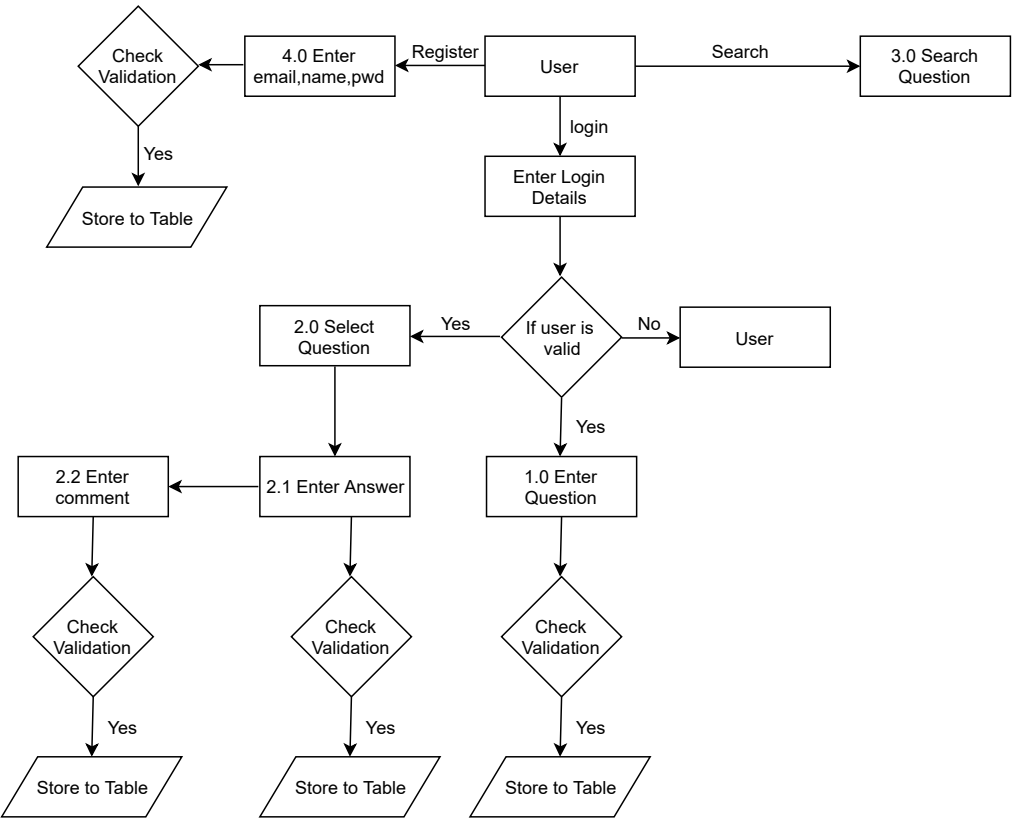 Check
Validation
4.0 Enter
email,name,pwd
Register
User
Search
3.0 Search
Question
login
Yes
Enter Login
Details
Store to Table
2.0 Select
Question
Yes
If user is
valid
No
User
Yes
2.2 Enter
comment
2.1 Enter Answer
1.0 Enter
Question
Check
Validation
Check
Validation
Check
Validation
Yes
Yes
Yes
Store to Table
Store to Table
Store to Table